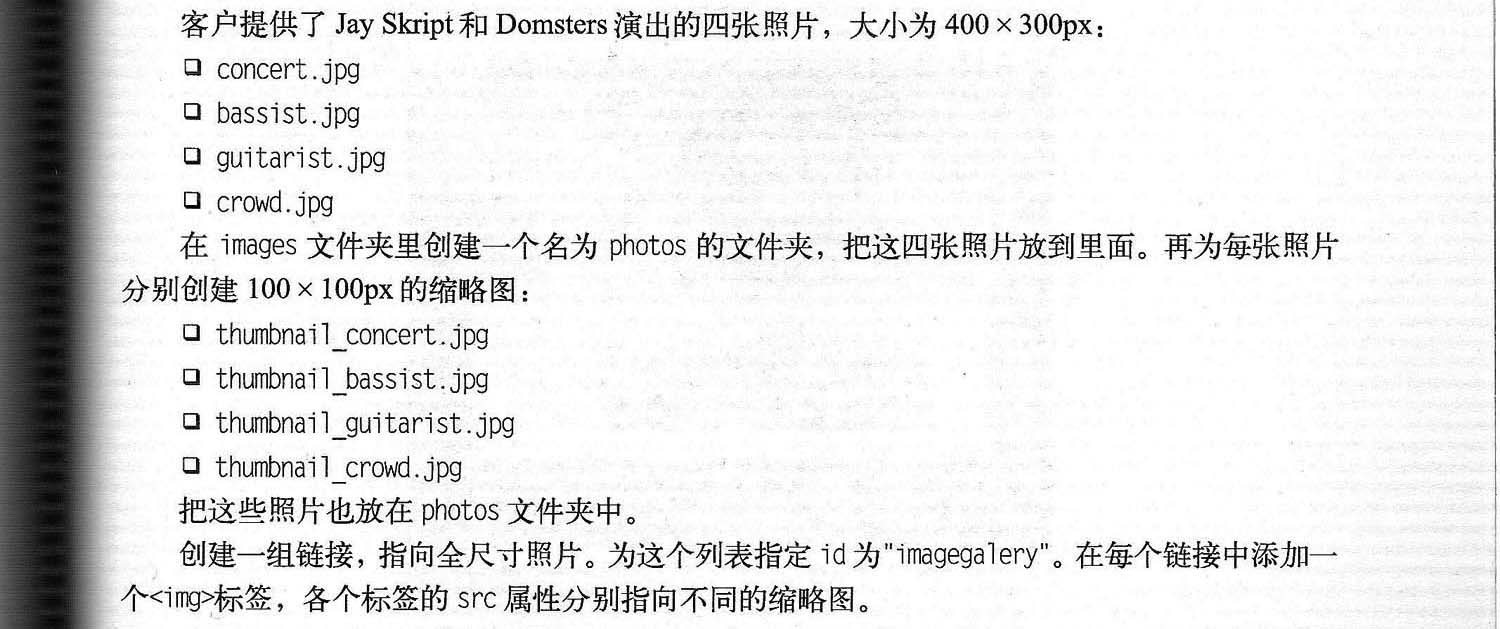 客户提供了 Jay Skript 和 Domsters 演出的四张照片，大小为 400 × 300px：
❑ concert.jpg
❑ bassist.jpg
❑ guitarist.jpg
❑ crowd.jpg
在 images 文件夹里创建一个名为 photos 的文件夹，把这四张照片放到里面。再为每张照片
分别创建 100 × 100px 的缩略图：
❑ thumbnail_concert.jpg
❑ thumbnail_bassist.jpg
❑ thumbnail_guitarist.jpg
❑ thumbnail_crowd.jpg
把这些照片也放在 photos 文件夹中。
创建一组链接，指向全尺寸照片。为这个列表指定 id 为"imagegalery"。在每个链接中添加一
个<img>标签，各个标签的 src 属性分别指向不同的缩略图。